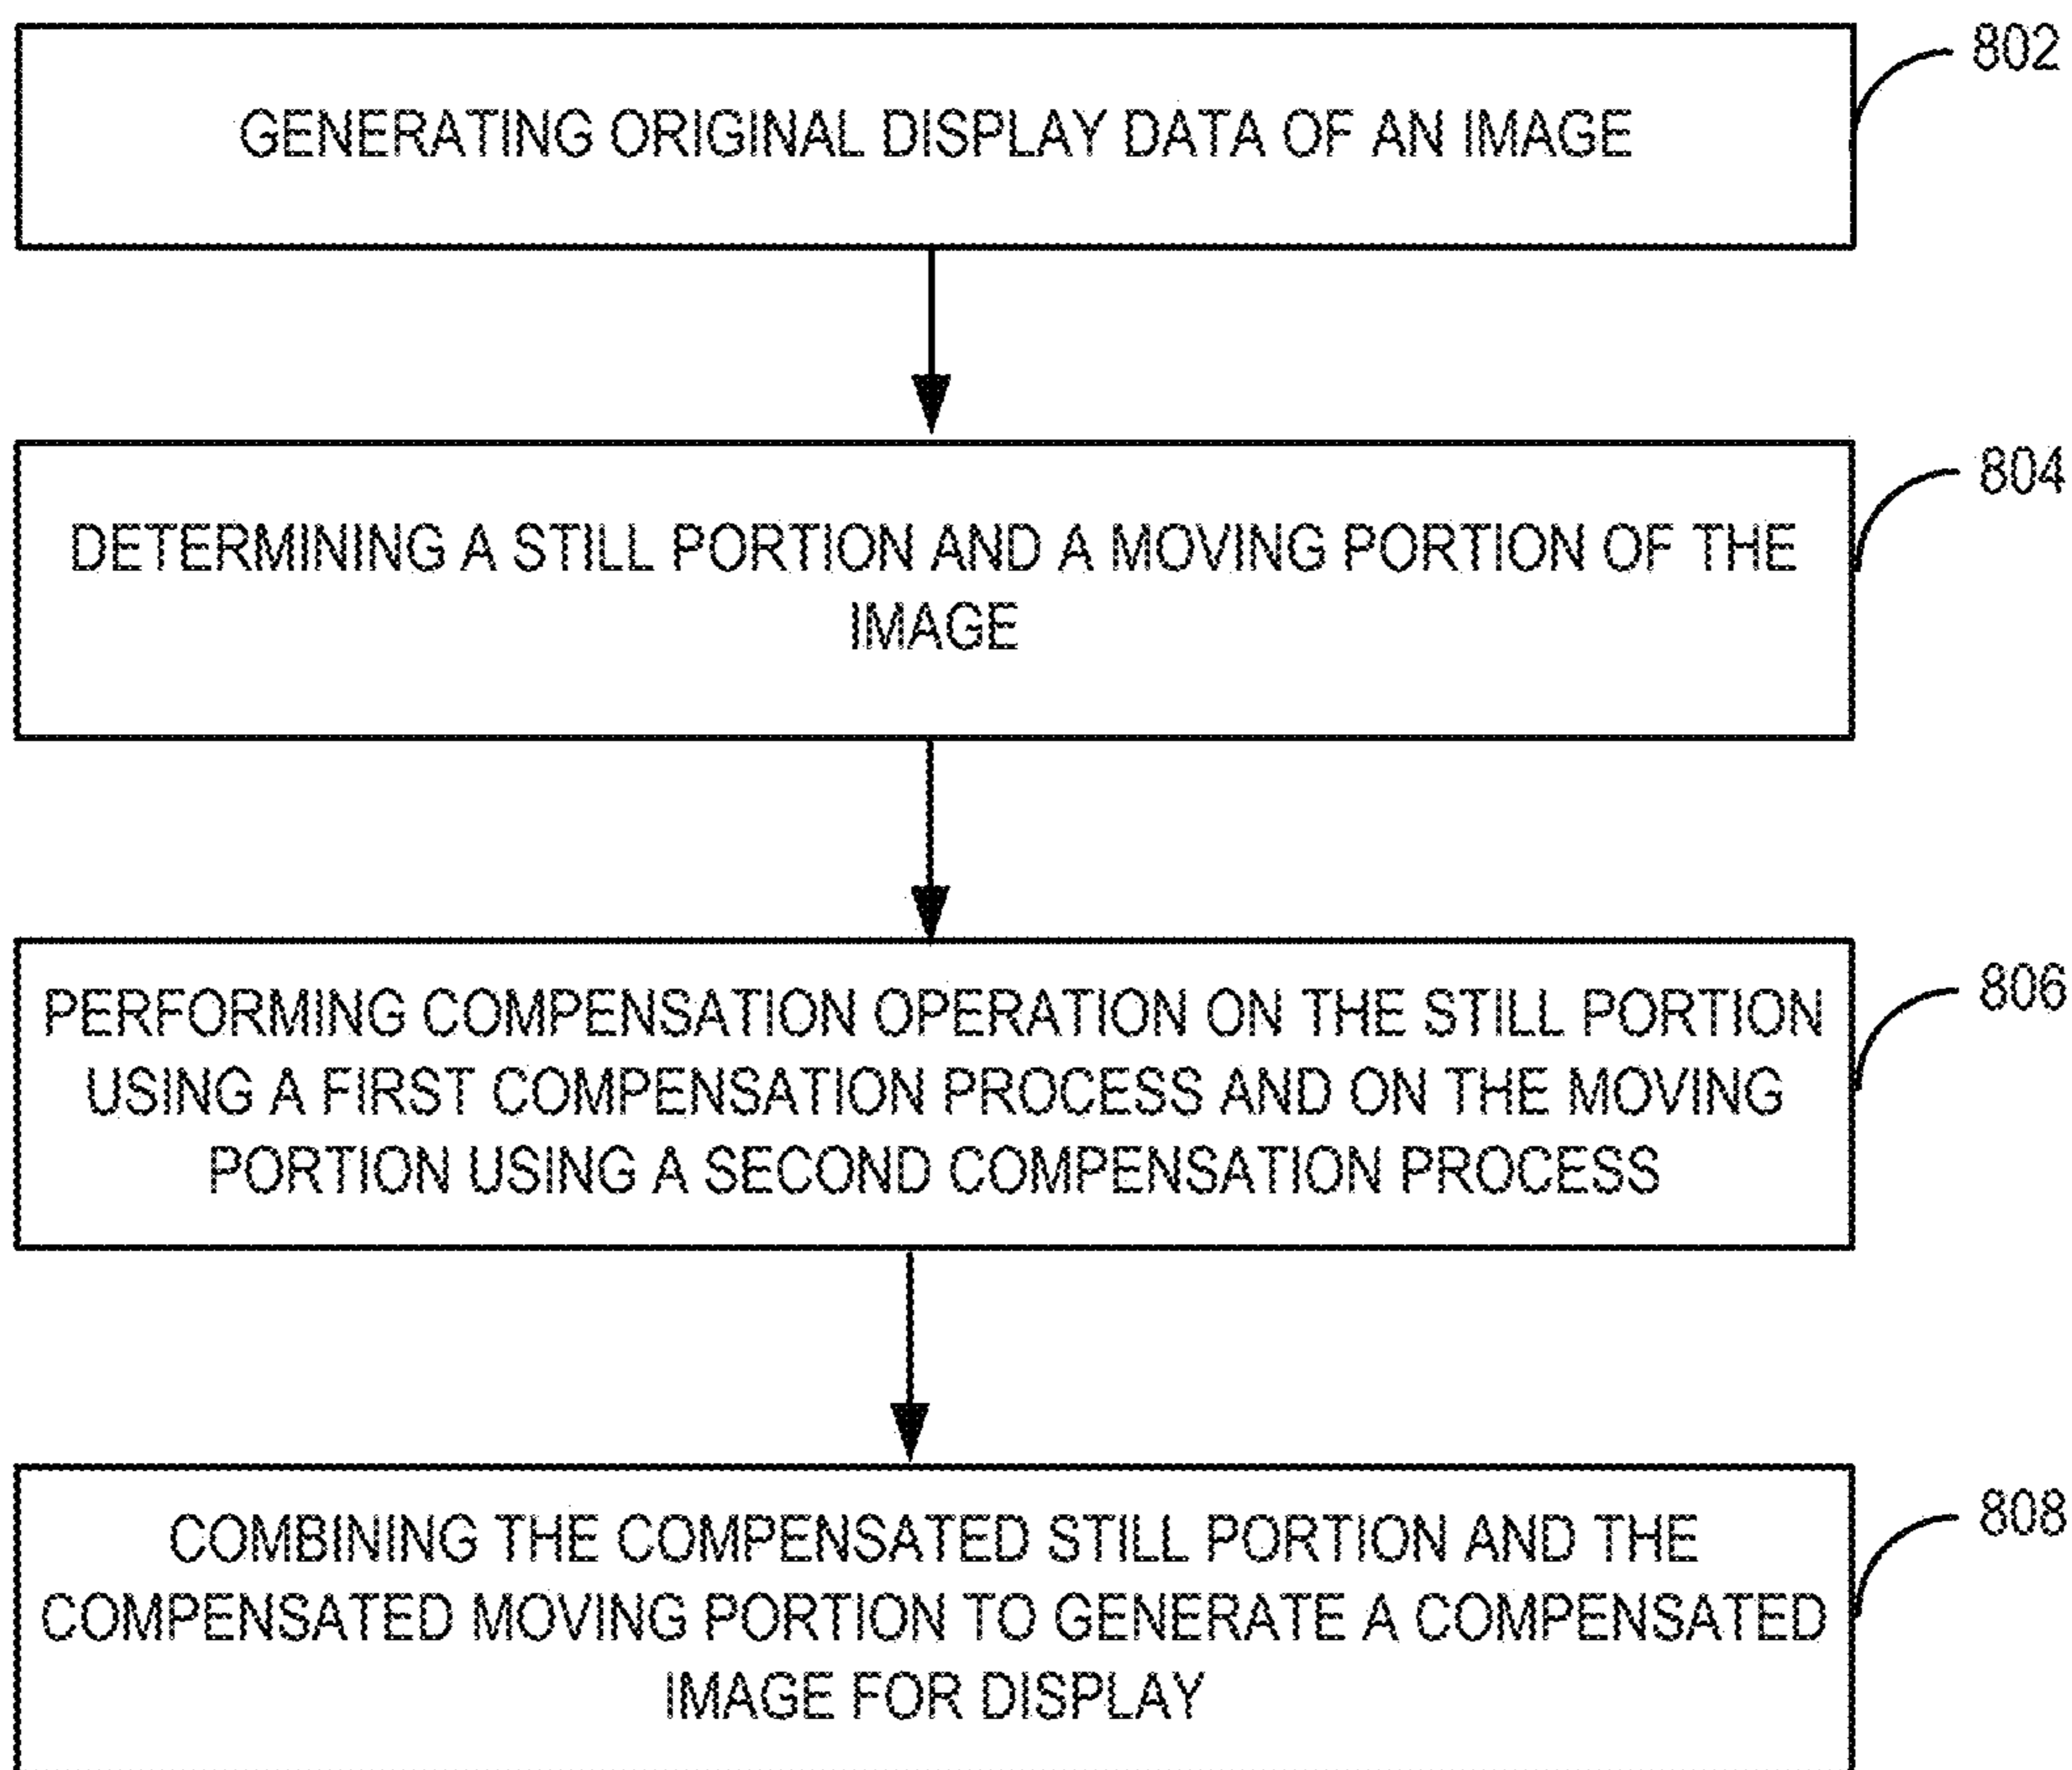 802
GENERATING ORIGINAL DISPLAY DATA OF AN IMAGE
804
DETERMINING A STILL PORTION AND A MOVING PORTION OF THE
IMAGE
806
PERFORMING COMPENSATION OPERATION ON THE STILL PORTION
USING A FIRST COMPENSATION PROCESS AND ON THE MOVING
PORTION USING A SECOND COMPENSATION PROCESS
808
COMBINING THE COMPENSATED STILL PORTION AND THE
COMPENSATED MOVING PORTION TO GENERATE A COMPENSATED
IMAGE FOR DISPLAY